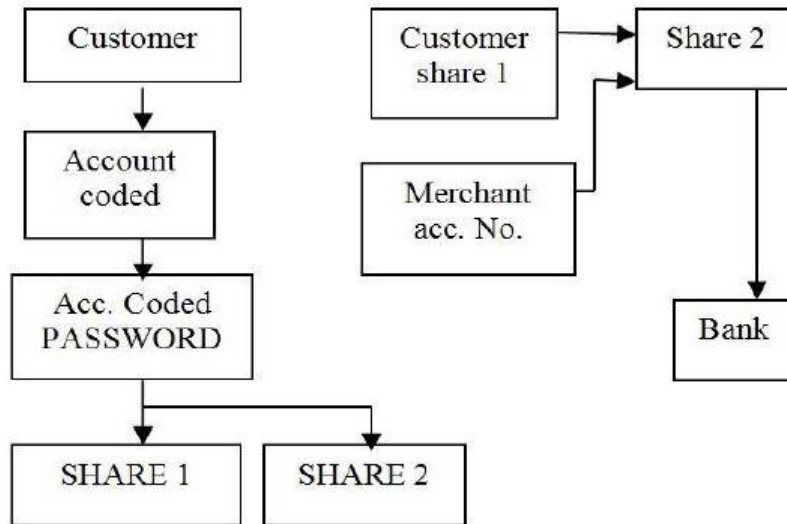 Customer
Account
coded
Acc. Coded
PASSWORD
SHARE 1
SHARE 2
Customer
share 1
Share 2
Merchant
acc. No.
Bank